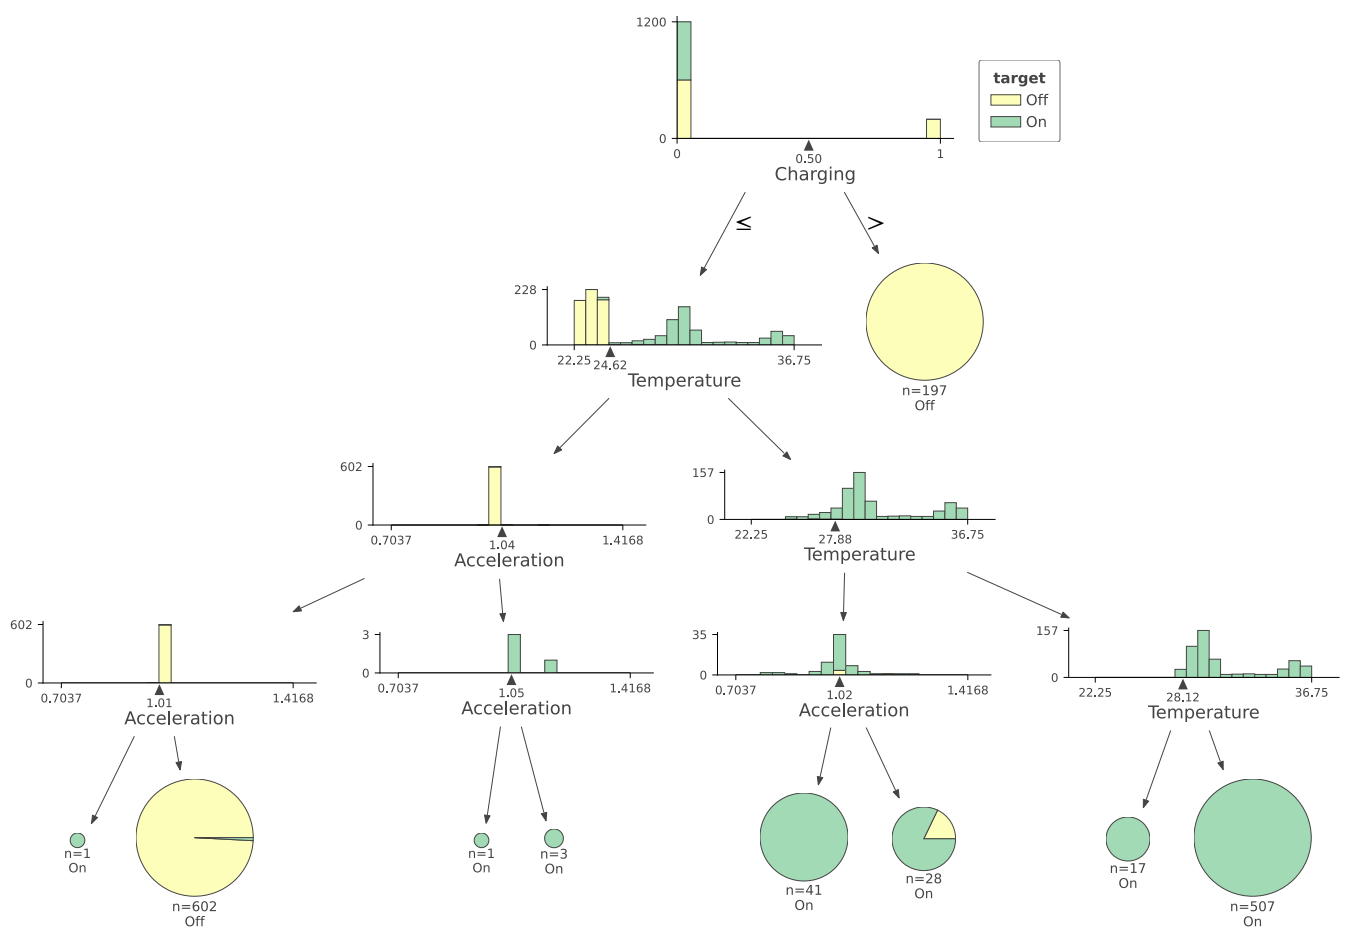 1200
0
0
0.50
1
Charging
target
Off
On
≤
>
228
0
22.25
24.62
36.75
Temperature
n=197
Off
602
0
0.7037
1.04
1.4168
Acceleration
157
0
22.25
27.88
36.75
Temperature
602
0
0.7037
1.01
1.4168
Acceleration
3
0
0.7037
1.05
1.4168
Acceleration
35
0
0.7037
1.02
1.4168
Acceleration
157
0
22.25
28.12
36.75
Temperature
n=1
On
n=602
Off
n=1
On
n=3
On
n=41
On
n=28
On
n=17
On
n=507
On